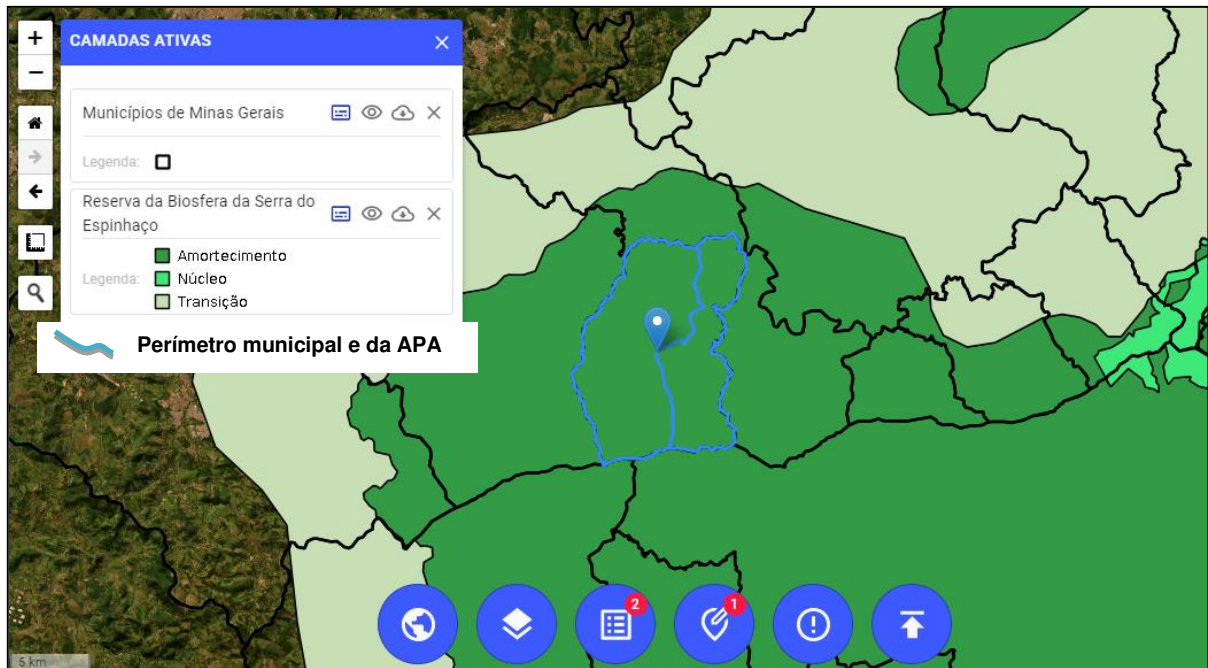 +
CAMADAS ATIVAS
−
Municípios de Minas Gerais
Legenda:
Reserva da Biosfera da Serra do
Espinhaço
Amortecimento
Legenda:
Núcleo
Transição
Perímetro municipal e da APA
2
1
5 km